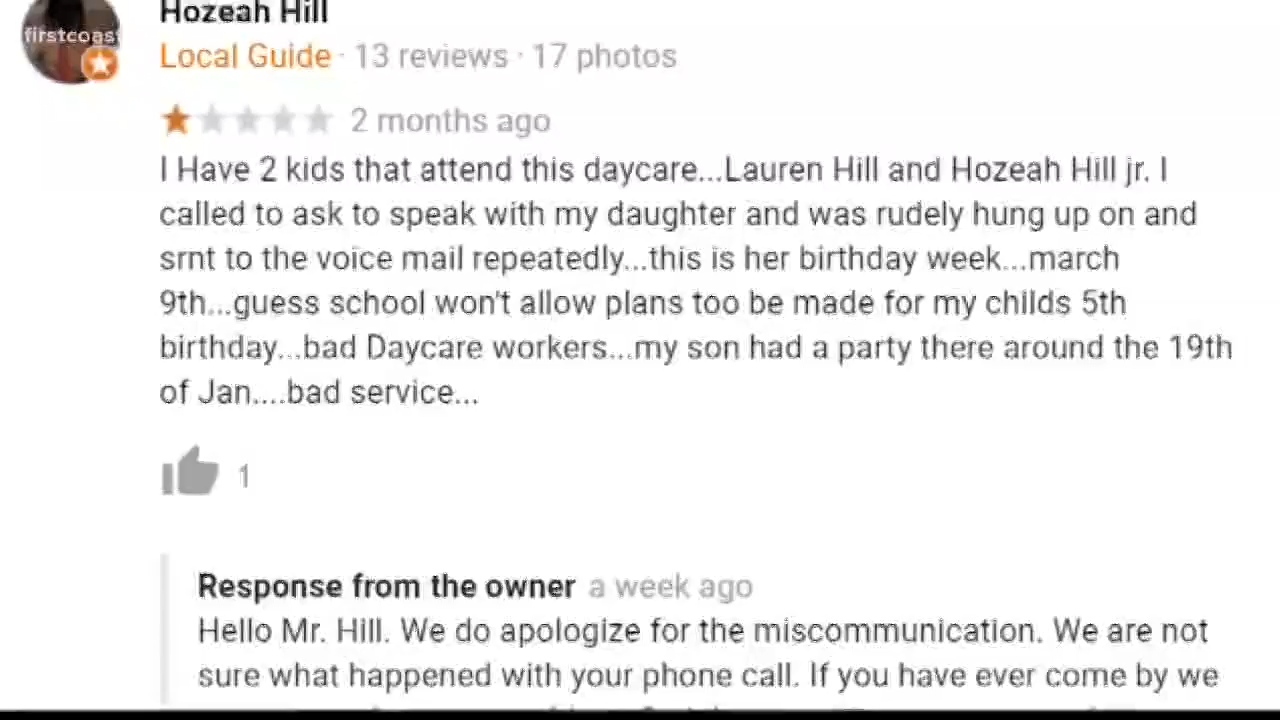 Hozeah Hill
firstcoast
Local Guide · 13 reviews · 17 photos
2 months ago
I Have 2 kids that attend this daycare...Lauren Hill and Hozeah Hill jr. I
called to ask to speak with my daughter and was rudely hung up on and
srnt to the voice mail repeatedly...this is her birthday week...march
9th...guess school won't allow plans too be made for my childs 5th
birthday...bad Daycare workers...my son had a party there around the 19th
of Jan....bad service...
1
Response from the owner a week ago
Hello Mr. Hill. We do apologize for the miscommunication. We are not
sure what happened with your phone call. If you have ever come by we